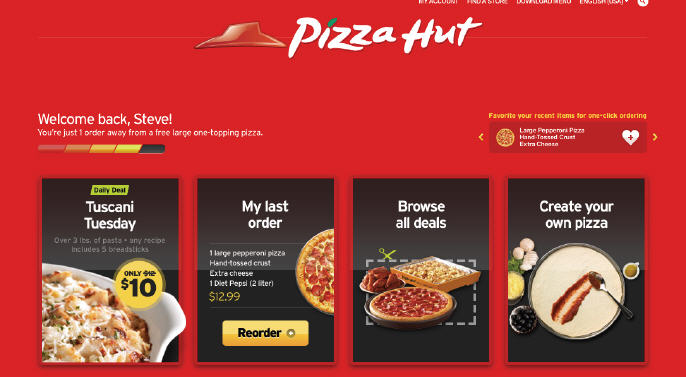 MY ACCOUNT FIND A STORE DOWNLOAD MENU ENGLISH (USA)
Pizza Hut
Welcome back, Steve!
You're just 1 order away from a free large one-topping pizza.
Favorite your recent items for one-click ordering
Large Pepperoni Pizza
Hand-Tossed Crust
Extra Cheese
Daily Deal
Tuscani
Tuesday
Over 3 lbs. of pasta • any recipe
Includes 5 breadsticks
ONLY $12
$10
My last
order
1 large pepperoni pizza
Hand-tossed crust
Extra cheese
1 Diet Pepsi (2 liter)
$12.99
Reorder
Browse
all deals
Create your
own pizza